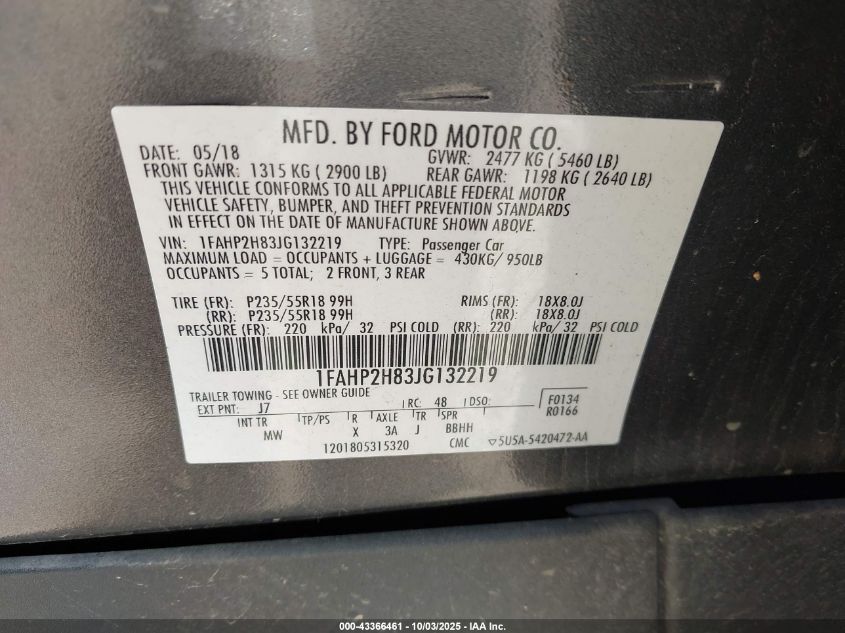 MFD. BY FORD MOTOR CO.
DATE: 05/18 GVWR: 2477 KG ( 5460 LB)
FRONT GAWR: 1315 KG ( 2900 LB) REAR GAWR: 1198 KG ( 2640 LB)
THIS VEHICLE CONFORMS TO ALL APPLICABLE FEDERAL MOTOR
VEHICLE SAFETY, BUMPER, AND THEFT PREVENTION STANDARDS
IN EFFECT ON THE DATE OF MANUFACTURE SHOWN ABOVE.
VIN: 1FAHP2H83JG132219 TYPE: Passenger Car
MAXIMUM LOAD = OCCUPANTS + LUGGAGE = 430KG/ 950LB
OCCUPANTS = 5 TOTAL; 2 FRONT, 3 REAR
TIRE (FR): P235/55R18 99H RIMS (FR): 18X8.0J
(RR): P235/55R18 99H (RR): 18X8.0J
PRESSURE (FR): 220 kPa/ 32 PSI COLD (RR): 220 kPa/ 32 PSI COLD
1FAHP2H83JG132219
TRAILER TOWING - SEE OWNER GUIDE
EXT PNT: J7 RC: 48 DSO: F0134
R0166
INT TR TP/PS R AXLE TR SPR
MW X 3A J BBHH
1201805315320 CMC ▽5U5A-5420472-AA
000-43366461 - 10/03/2025 - IAA Inc.